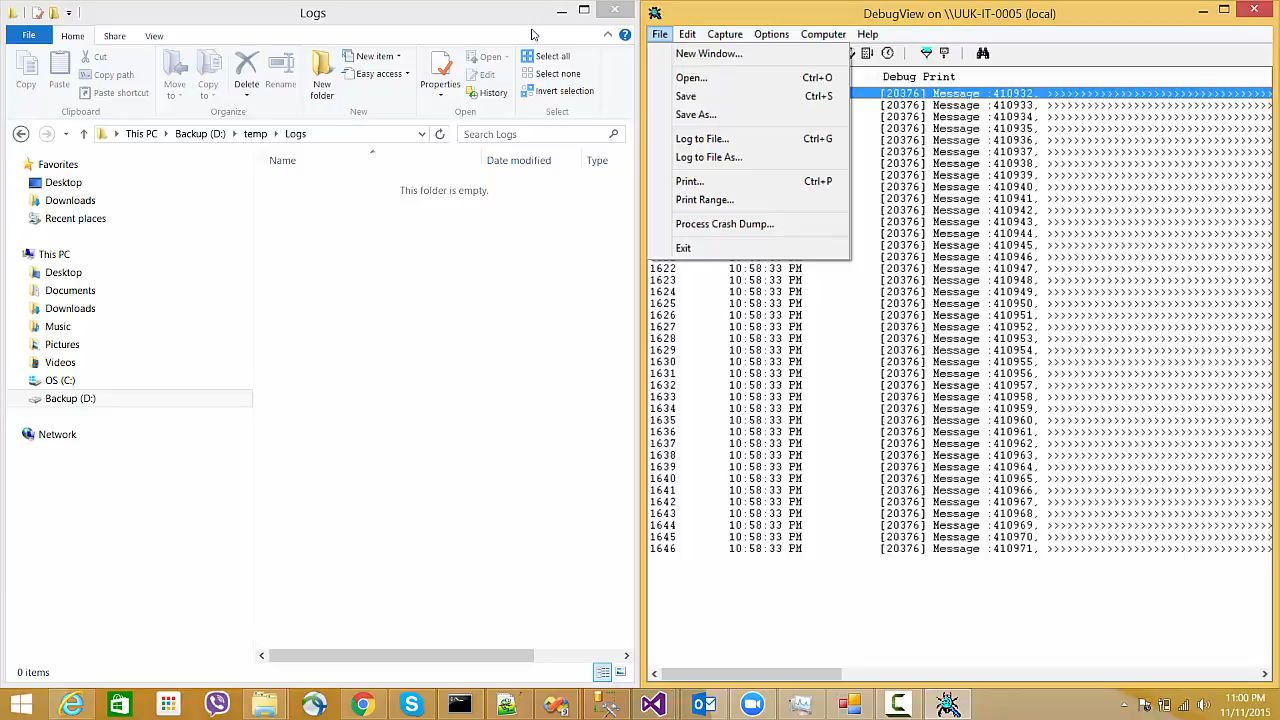 Logs
File
Home
Share
View
Copy
Paste
Cut
Copy path
Paste shortcut
Clipboard
Move to
Copy to
Delete
Rename
Organize
New folder
New item
Easy access
New
Properties
Open
Edit
History
Open
Select all
Select none
Invert selection
Select
This PC
Backup (D:)
temp
Logs
Search Logs
Name
Date modified
Type
This folder is empty.
Favorites
Desktop
Downloads
Recent places
This PC
Desktop
Documents
Downloads
Music
Pictures
Videos
OS (C:)
Backup (D:)
Network
0 items
DebugView on \\UUK-IT-0005 (local)
File Edit Capture Options Computer Help
New Window...
Open... Ctrl+O
Save Ctrl+S
Save As...
Log to File... Ctrl+G
Log to File As...
Print... Ctrl+P
Print Range...
Process Crash Dump...
Exit
Debug Print
[20376] Message :410932, >>>>>>>>>>>>>>>>>>>>>>>>>>>>>>>>>>
[20376] Message :410933, >>>>>>>>>>>>>>>>>>>>>>>>>>>>>>>>>>
[20376] Message :410934, >>>>>>>>>>>>>>>>>>>>>>>>>>>>>>>>>>
[20376] Message :410935, >>>>>>>>>>>>>>>>>>>>>>>>>>>>>>>>>>
[20376] Message :410936, >>>>>>>>>>>>>>>>>>>>>>>>>>>>>>>>>>
[20376] Message :410937, >>>>>>>>>>>>>>>>>>>>>>>>>>>>>>>>>>
[20376] Message :410938, >>>>>>>>>>>>>>>>>>>>>>>>>>>>>>>>>>
[20376] Message :410939, >>>>>>>>>>>>>>>>>>>>>>>>>>>>>>>>>>
[20376] Message :410940, >>>>>>>>>>>>>>>>>>>>>>>>>>>>>>>>>>
[20376] Message :410941, >>>>>>>>>>>>>>>>>>>>>>>>>>>>>>>>>>
[20376] Message :410942, >>>>>>>>>>>>>>>>>>>>>>>>>>>>>>>>>>
[20376] Message :410943, >>>>>>>>>>>>>>>>>>>>>>>>>>>>>>>>>>
[20376] Message :410944, >>>>>>>>>>>>>>>>>>>>>>>>>>>>>>>>>>
[20376] Message :410945, >>>>>>>>>>>>>>>>>>>>>>>>>>>>>>>>>>
[20376] Message :410946, >>>>>>>>>>>>>>>>>>>>>>>>>>>>>>>>>>
1622 10:58:33 PM [20376] Message :410947, >>>>>>>>>>>>>>>>>>>>>>>>>>>>>>>>>>
1623 10:58:33 PM [20376] Message :410948, >>>>>>>>>>>>>>>>>>>>>>>>>>>>>>>>>>
1624 10:58:33 PM [20376] Message :410949, >>>>>>>>>>>>>>>>>>>>>>>>>>>>>>>>>>
1625 10:58:33 PM [20376] Message :410950, >>>>>>>>>>>>>>>>>>>>>>>>>>>>>>>>>>
1626 10:58:33 PM [20376] Message :410951, >>>>>>>>>>>>>>>>>>>>>>>>>>>>>>>>>>
1627 10:58:33 PM [20376] Message :410952, >>>>>>>>>>>>>>>>>>>>>>>>>>>>>>>>>>
1628 10:58:33 PM [20376] Message :410953, >>>>>>>>>>>>>>>>>>>>>>>>>>>>>>>>>>
1629 10:58:33 PM [20376] Message :410954, >>>>>>>>>>>>>>>>>>>>>>>>>>>>>>>>>>
1630 10:58:33 PM [20376] Message :410955, >>>>>>>>>>>>>>>>>>>>>>>>>>>>>>>>>>
1631 10:58:33 PM [20376] Message :410956, >>>>>>>>>>>>>>>>>>>>>>>>>>>>>>>>>>
1632 10:58:33 PM [20376] Message :410957, >>>>>>>>>>>>>>>>>>>>>>>>>>>>>>>>>>
1633 10:58:33 PM [20376] Message :410958, >>>>>>>>>>>>>>>>>>>>>>>>>>>>>>>>>>
1634 10:58:33 PM [20376] Message :410959, >>>>>>>>>>>>>>>>>>>>>>>>>>>>>>>>>>
1635 10:58:33 PM [20376] Message :410960, >>>>>>>>>>>>>>>>>>>>>>>>>>>>>>>>>>
1636 10:58:33 PM [20376] Message :410961, >>>>>>>>>>>>>>>>>>>>>>>>>>>>>>>>>>
1637 10:58:33 PM [20376] Message :410962, >>>>>>>>>>>>>>>>>>>>>>>>>>>>>>>>>>
1638 10:58:33 PM [20376] Message :410963, >>>>>>>>>>>>>>>>>>>>>>>>>>>>>>>>>>
1639 10:58:33 PM [20376] Message :410964, >>>>>>>>>>>>>>>>>>>>>>>>>>>>>>>>>>
1640 10:58:33 PM [20376] Message :410965, >>>>>>>>>>>>>>>>>>>>>>>>>>>>>>>>>>
1641 10:58:33 PM [20376] Message :410966, >>>>>>>>>>>>>>>>>>>>>>>>>>>>>>>>>>
1642 10:58:33 PM [20376] Message :410967, >>>>>>>>>>>>>>>>>>>>>>>>>>>>>>>>>>
1643 10:58:33 PM [20376] Message :410968, >>>>>>>>>>>>>>>>>>>>>>>>>>>>>>>>>>
1644 10:58:33 PM [20376] Message :410969, >>>>>>>>>>>>>>>>>>>>>>>>>>>>>>>>>>
1645 10:58:33 PM [20376] Message :410970, >>>>>>>>>>>>>>>>>>>>>>>>>>>>>>>>>>
1646 10:58:33 PM [20376] Message :410971, >>>>>>>>>>>>>>>>>>>>>>>>>>>>>>>>>>
11:00 PM
11/11/2015